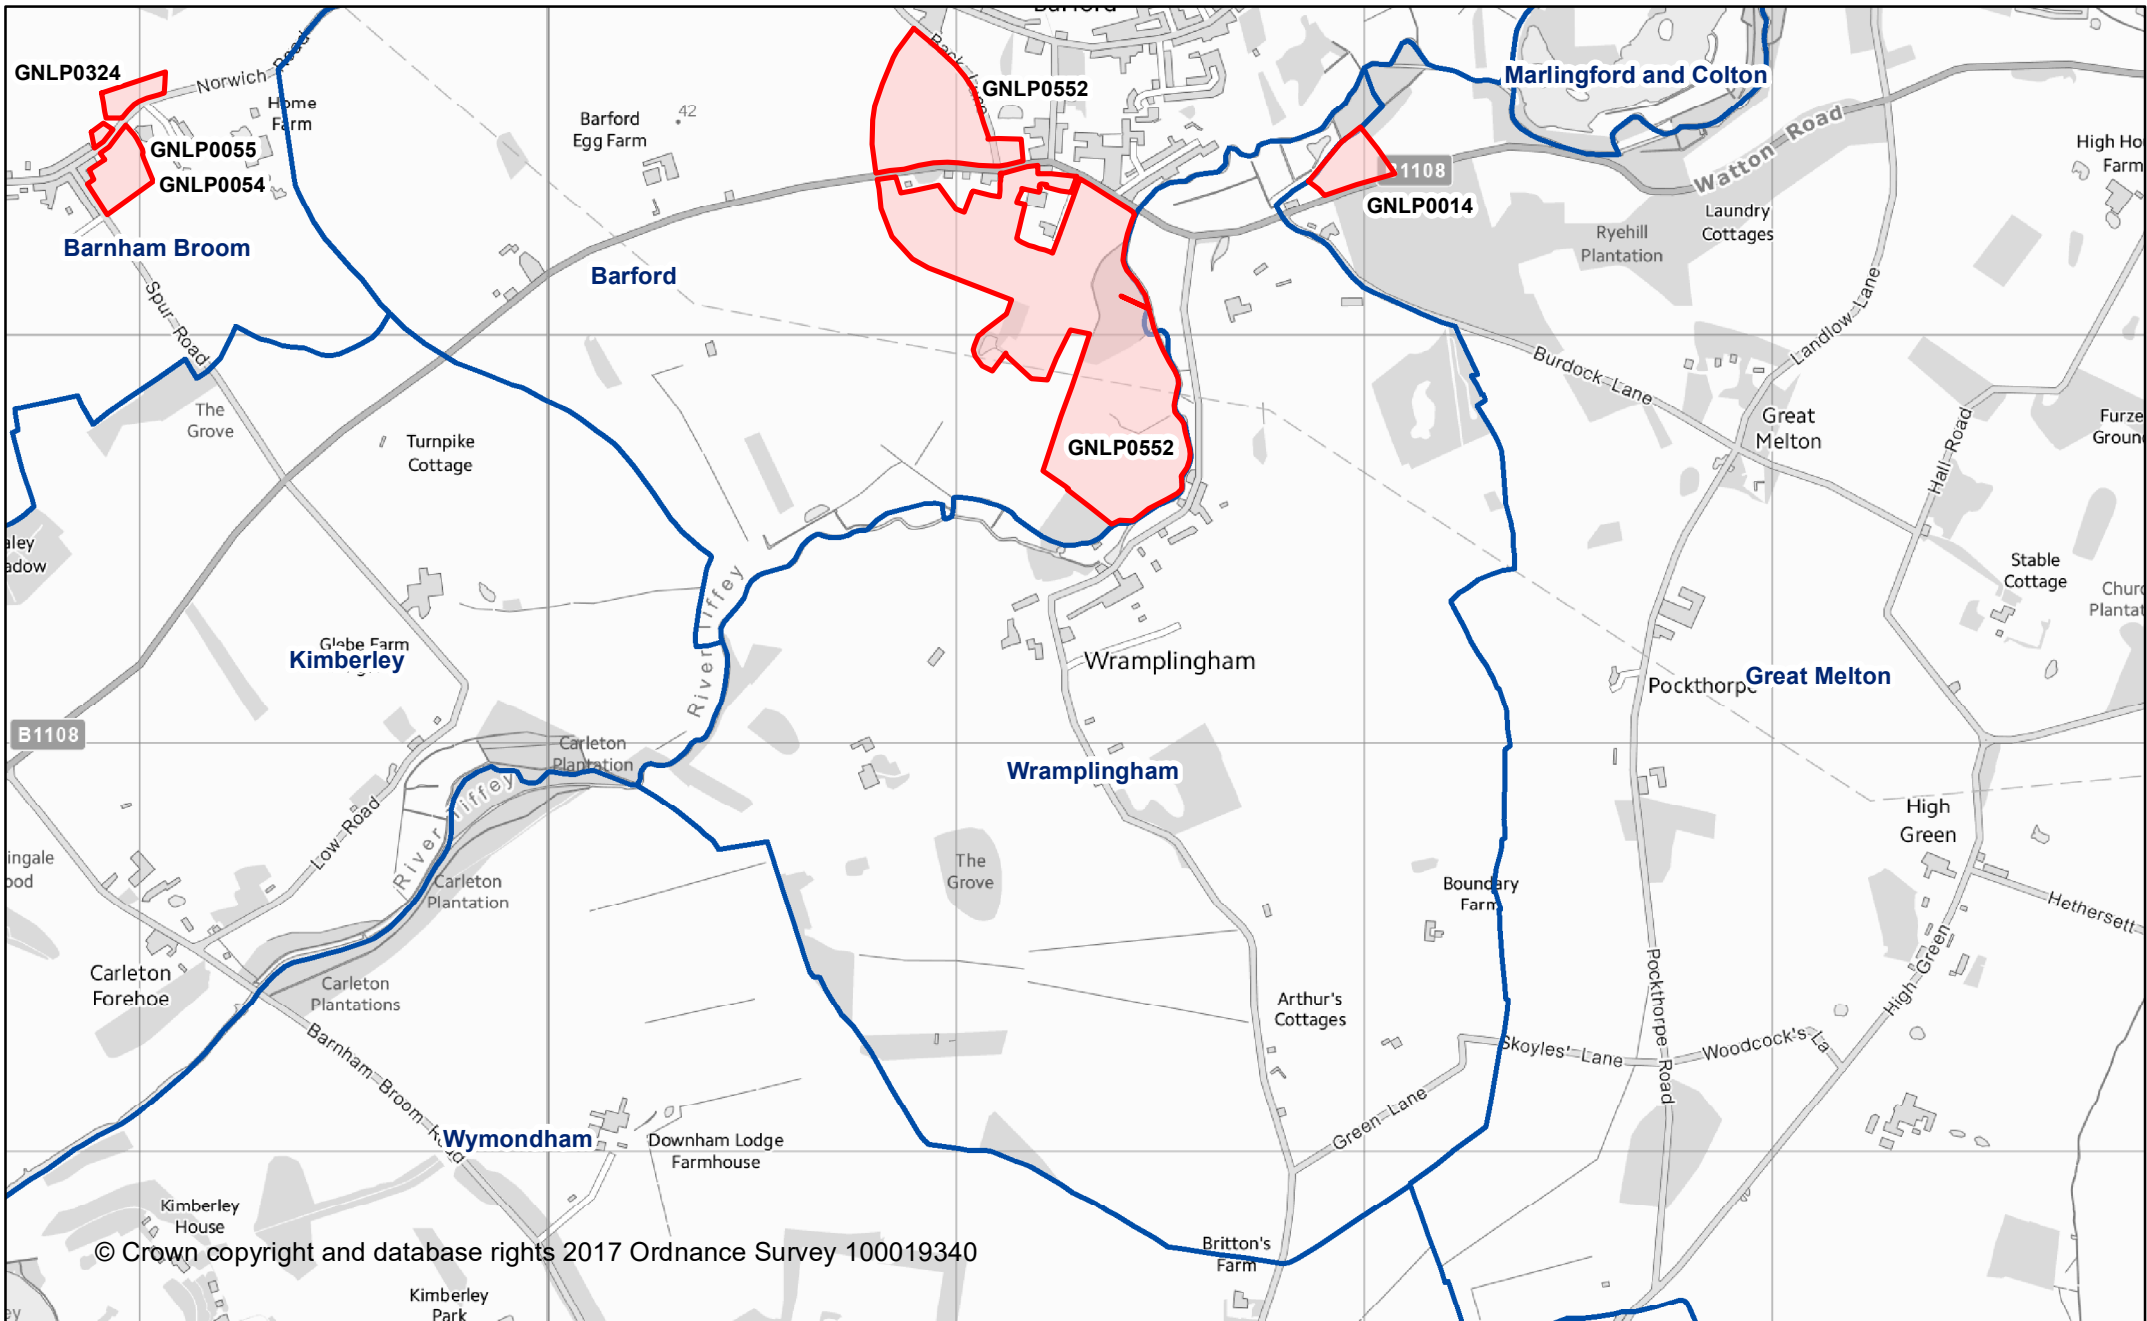 Barford
GNLP0324
Norwich Road
Home
Farm
GNLP0055
GNLP0054
Barnham Broom
Spur Road
Barford
Egg Farm
42
Back Lane
GNLP0552
Marlingford and Colton
B1108
Watton Road
GNLP0014
Laundry
Cottages
Ryehill
Plantation
High Ho
Farm
Barford
The
Grove
Turnpike
Cottage
GNLP0552
Burdock Lane
Landlow Lane
Great
Melton
Hall Road
Furze
Groun
aley
adow
Stable
Cottage
Churc
Plantat
River Tiffey
Glebe Farm
Kimberley
Wramplingham
Pockthorpe
Great Melton
B1108
Carleton
Plantation
Wramplingham
High
Green
River Tiffey
Low Road
ingale
ood
Carleton
Plantation
The
Grove
Boundary
Farm
Hethersett
Carleton
Forehoe
Carleton
Plantations
Arthur's
Cottages
Pockthorpe Road
High Green
Skoyles' Lane
Woodcock's La
Barnham Broom Road
Green Lane
Wymondham
Downham Lodge
Farmhouse
Kimberley
House
© Crown copyright and database rights 2017 Ordnance Survey 100019340
Britton's
Farm
Kimberley
Park
ey